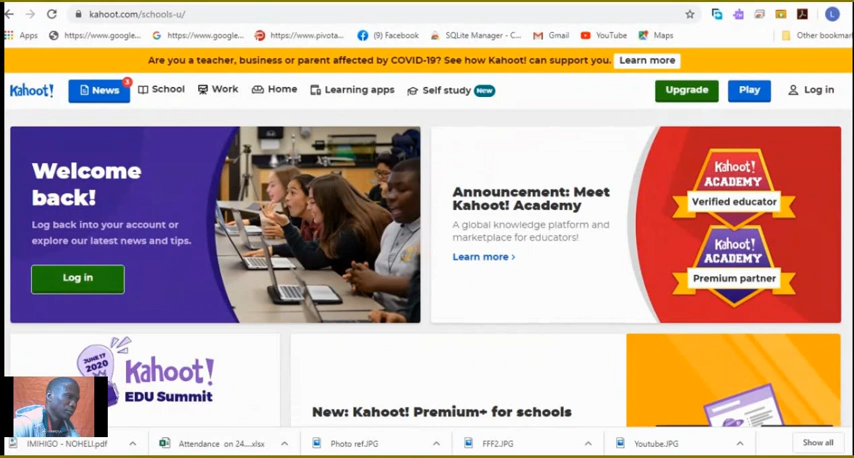 kahoot.com/schools-u/
Apps
https://www.google...
https://www.google...
https://www.pivota...
(9) Facebook
SQLite Manager - C...
Gmail
YouTube
Maps
Other bookmar
Are you a teacher, business or parent affected by COVID-19? See how Kahoot! can support you. Learn more
Kahoot!
News 3
School
Work
Home
Learning apps
Self study New
Upgrade
Play
Log in
Welcome
back!
Log back into your account or
explore our latest news and tips.
Log in
Announcement: Meet
Kahoot! Academy
A global knowledge platform and
marketplace for educators!
Learn more ›
Kahoot!
ACADEMY
Verified educator
Kahoot!
ACADEMY
Premium partner
JUNE 17
2020
Kahoot!
EDU Summit
New: Kahoot! Premium+ for schools
IMIHIGO - NOHELI.pdf
Attendance on 24....xlsx
Photo ref.JPG
FFF2.JPG
Youtube.JPG
Show all
L